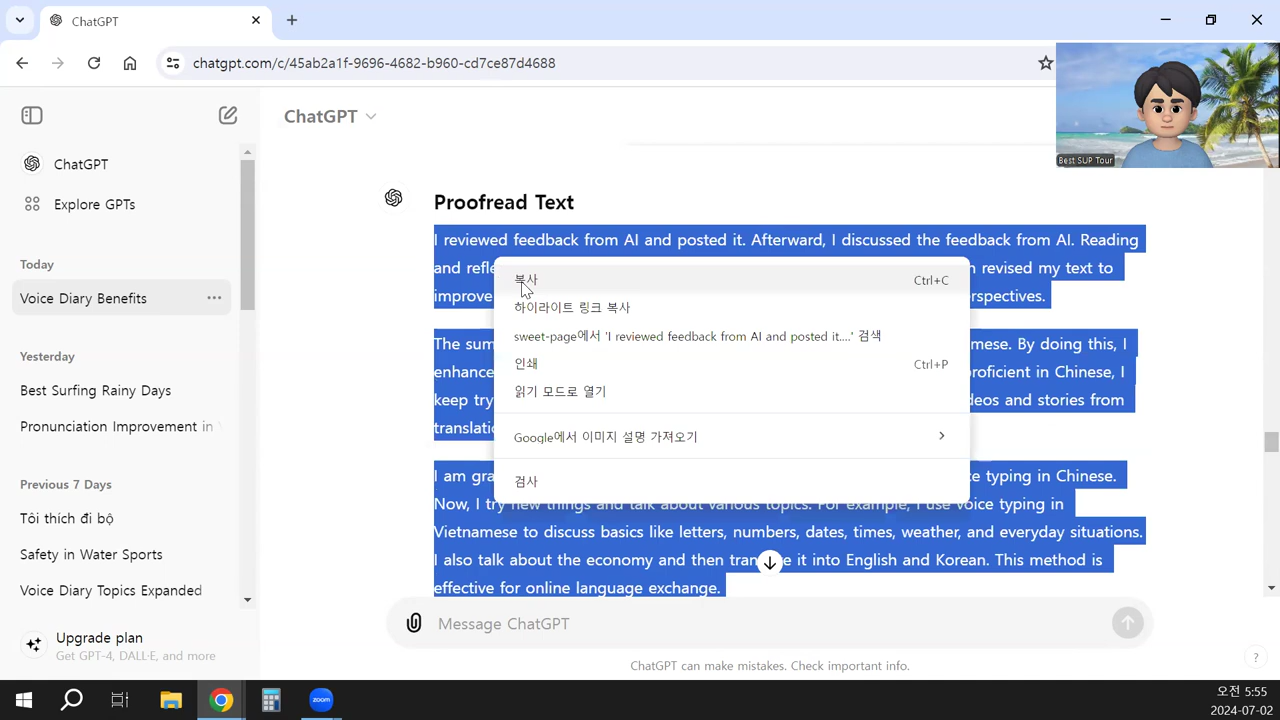 ChatGPT
chatgpt.com/c/45ab2a1f-9696-4682-b960-cd7ce87d4688
Best SUP Tour
ChatGPT
ChatGPT
Explore GPTs
Today
Voice Diary Benefits
Yesterday
Best Surfing Rainy Days
Pronunciation Improvement in
Previous 7 Days
Tôi thích đi bộ
Safety in Water Sports
Voice Diary Topics Expanded
Upgrade plan
Get GPT-4, DALL·E, and more
Proofread Text
I reviewed feedback from AI and posted it. Afterward, I discussed the feedback from AI. Reading
and revised my text to
improve
The sum
By doing this, I
enhance
proficient in Chinese, I
keep try
and stories from
I am
typing in Chinese.
Now, I try new things and talk about various topics. For example, I use voice typing in
Vietnamese to discuss basics like letters, numbers, dates, times, weather, and everyday situations.
I also talk about the economy and then it into English and Korean. This method is
effective for online language exchange.
복사 Ctrl+C
하이라이트 링크 복사
sweet-page에서 'I reviewed feedback from AI and posted it....' 검색
인쇄 Ctrl+P
읽기 모드로 열기
Google에서 이미지 설명 가져오기
검사
Message ChatGPT
ChatGPT can make mistakes. Check important info.
?
zoom
오전 5:55
2024-07-02